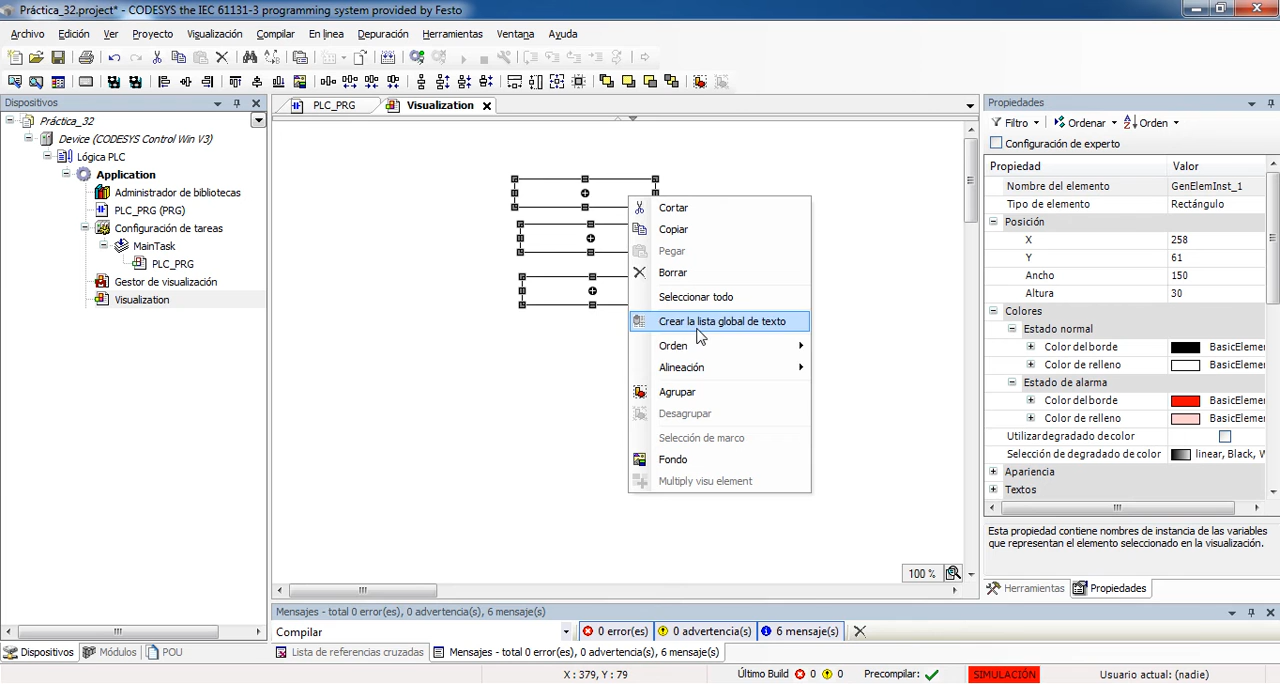 Práctica_32.project* - CODESYS the IEC 61131-3 programming system provided by Festo
Archivo Edición Ver Proyecto Visualización Compilar En línea Depuración Herramientas Ventana Ayuda
Dispositivos
Práctica_32
Device (CODESYS Control Win V3)
Lógica PLC
Application
Administrador de bibliotecas
PLC_PRG (PRG)
Configuración de tareas
MainTask
PLC_PRG
Gestor de visualización
Visualization
Dispositivos Módulos POU
PLC_PRG Visualization
Cortar
Copiar
Pegar
Borrar
Seleccionar todo
Crear la lista global de texto
Orden
Alineación
Agrupar
Desagrupar
Selección de marco
Fondo
Multiply visu element
100 %
Propiedades
Filtro Ordenar Orden
Configuración de experto
Propiedad Valor
Nombre del elemento GenElemInst_1
Tipo de elemento Rectángulo
Posición
X 258
Y 61
Ancho 150
Altura 30
Colores
Estado normal
Color del borde BasicElemer
Color de relleno BasicElemer
Estado de alarma
Color del borde BasicElemer
Color de relleno BasicElemer
Utilizar degradado de color
Selección de degradado de color linear, Black, W
Apariencia
Textos
Esta propiedad contiene nombres de instancia de las variables
que representan el elemento seleccionado en la visualización.
Herramientas Propiedades
Mensajes - total 0 error(es), 0 advertencia(s), 6 mensaje(s)
Compilar 0 error(es) 0 advertencia(s) 6 mensaje(s)
Lista de referencias cruzadas Mensajes - total 0 error(es), 0 advertencia(s), 6 mensaje(s)
X : 379, Y : 79 Último Build 0 0 Precompilar: SIMULACIÓN Usuario actual: (nadie)